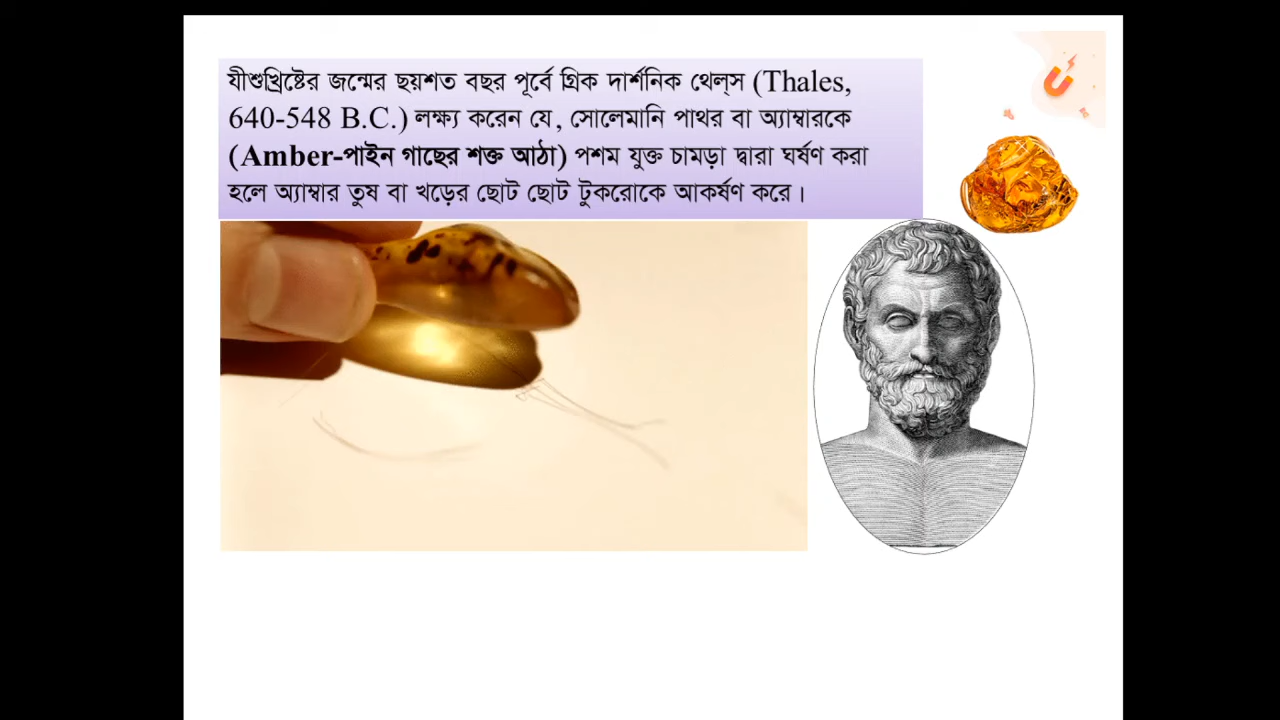 যীশুখ্রিষ্টের জন্মের ছয়শত বছর পূর্বে গ্রিক দার্শনিক থেল্‌স (Thales,
640-548 B.C.) লক্ষ্য করেন যে, সোলেমানি পাথর বা অ্যাম্বারকে
(Amber-পাইন গাছের শক্ত আঠা) পশম যুক্ত চামড়া দ্বারা ঘর্ষণ করা
হলে অ্যাম্বার তুষ বা খড়ের ছোট ছোট টুকরোকে আকর্ষণ করে।